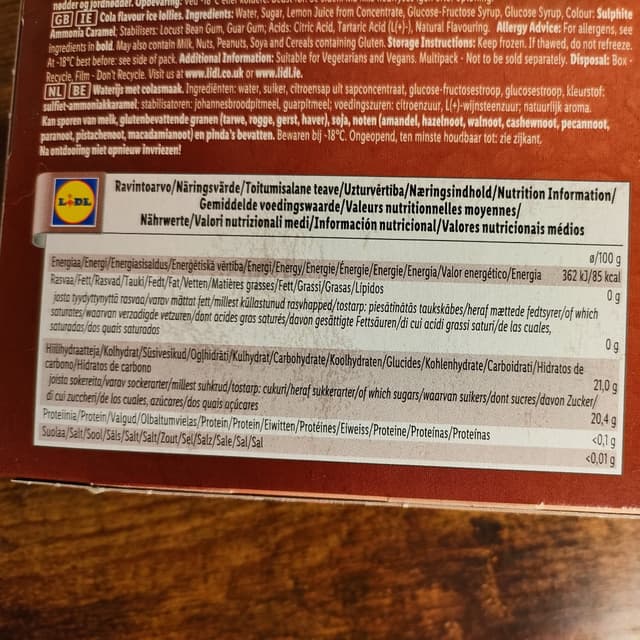 nødder og jordnødder. Opbevaring:
GB IE Cola flavour ice lollies. Ingredients: Water, Sugar, Lemon Juice from Concentrate, Glucose-Fructose Syrup, Glucose Syrup, Colour: Sulphite
Ammonia Caramel; Stabilisers: Locust Bean Gum, Guar Gum; Acids: Citric Acid, Tartaric Acid (L(+)-), Natural Flavouring. Allergy Advice: For allergens, see
ingredients in bold. May also contain Milk, Nuts, Peanuts, Soya and Cereals containing Gluten. Storage Instructions: Keep frozen. If thawed, do not refreeze.
At -18°C best before: see side of pack. Additional Information: Suitable for Vegetarians and Vegans. Multipack - Not to be sold separately. Disposal: Box -
Recycle, Film - Don't Recycle. Visit us at www.lidl.co.uk or www.lidl.ie.
NL BE Waterijs met colasmaak. Ingrediënten: water, suiker, citroensap uit sapconcentraat, glucose-fructosestroop, glucosestroop, kleurstof:
sulfiet-ammoniakkaramel; stabilisatoren: johannesbroodpitmeel, guarpitmeel; voedingszuren: citroenzuur, L(+)-wijnsteenzuur; natuurlijk aroma.
Kan sporen van melk, glutenbevattende granen (tarwe, rogge, gerst, haver), soja, noten (amandel, hazelnoot, walnoot, cashewnoot, pecannoot,
paranoot, pistachenoot, macadamianoot) en pinda's bevatten. Bewaren bij -18°C. Ongeopend, ten minste houdbaar tot: zie zijkant.
Na ontdooiing niet opnieuw invriezen!
LIDL
Ravintoarvo/Näringsvärde/Toitumisalane teave/Uzturvērtība/Næringsindhold/Nutrition Information/
Gemiddelde voedingswaarde/Valeurs nutritionnelles moyennes/
Nährwerte/Valori nutrizionali medi/Información nutricional/Valores nutricionais médios
ø/100 g
Energiaa/Energi/Energiasisaldus/Enerģētiskā vērtība/Energi/Energy/Energie/Énergie/Energie/Energia/Valor energético/Energia 362 kJ/85 kcal
Rasvaa/Fett/Rasvad/Tauki/Fedt/Fat/Vetten/Matières grasses/Fett/Grassi/Grasas/Lípidos 0 g
josta tyydyttynyttä rasvaa/varav mättat fett/millest küllastunud rasvhapped/tostarp: piesātinātās taukskābes/heraf mættede fedtsyrer/of which
saturates/waarvan verzadigde vetzuren/dont acides gras saturés/davon gesättigte Fettsäuren/di cui acidi grassi saturi/de las cuales,
saturadas/dos quais saturados 0 g
Hiilihydraatteja/Kolhydrat/Süsivesikud/Ogļhidrāti/Kulhydrat/Carbohydrate/Koolhydraten/Glucides/Kohlenhydrate/Carboidrati/Hidratos de
carbono/Hidratos de carbono 21,0 g
joista sokereita/varav sockerarter/millest suhkrud/tostarp: cukuri/heraf sukkerarter/of which sugars/waarvan suikers/dont sucres/davon Zucker/
di cui zuccheri/de los cuales, azúcares/dos quais açúcares 20,4 g
Proteiinia/Protein/Valgud/Olbaltumvielas/Protein/Protein/Eiwitten/Protéines/Eiweiss/Proteine/Proteínas/Proteínas <0,1 g
Suolaa/Salt/Sool/Sāls/Salt/Salt/Zout/Sel/Salz/Sale/Sal/Sal <0,01 g